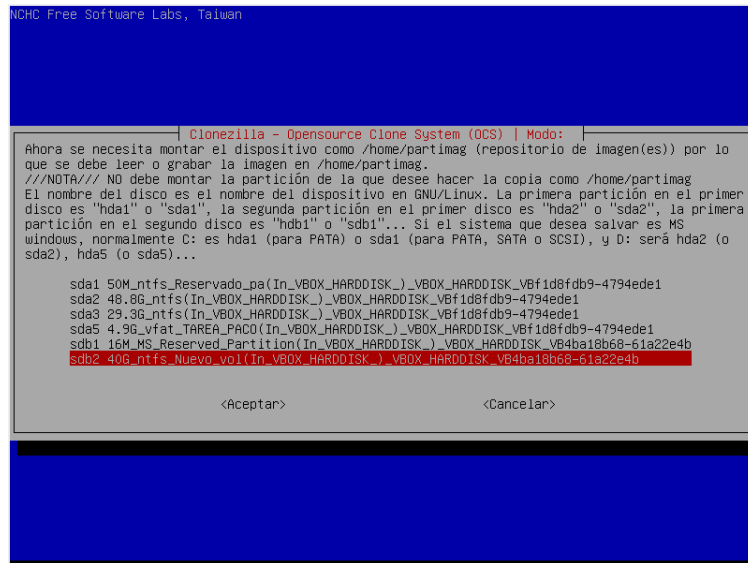 NCHC Free Software Labs, Taiwan
Clonezilla - Opensource Clone System (OCS) | Modo:
Ahora se necesita montar el dispositivo como /home/partimag (repositorio de imagen(es)) por lo
que se debe leer o grabar la imagen en /home/partimag.
///NOTA/// NO debe montar la partición de la que desee hacer la copia como /home/partimag
El nombre del disco es el nombre del dispositivo en GNU/Linux. La primera partición en el primer
disco es "hda1" o "sda1", la segunda partición en el primer disco es "hda2" o "sda2", la primera
partición en el segundo disco es "hdb1" o "sdb1"... Si el sistema que desea salvar es MS
windows, normalmente C: es hda1 (para PATA) o sda1 (para PATA, SATA o SCSI), y D: será hda2 (o
sda2), hda5 (o sda5)...
sda1 50M_ntfs_Reservado_pa(In_VBOX_HARDDISK_)_VBOX_HARDDISK_VBf1d8fdb9-4794ede1
sda2 48.8G_ntfs(In_VBOX_HARDDISK_)_VBOX_HARDDISK_VBf1d8fdb9-4794ede1
sda3 29.3G_ntfs(In_VBOX_HARDDISK_)_VBOX_HARDDISK_VBf1d8fdb9-4794ede1
sda5 4.9G_vfat_TAREA_PACO(In_VBOX_HARDDISK_)_VBOX_HARDDISK_VBf1d8fdb9-4794ede1
sdb1 16M_MS_Reserved_Partition(In_VBOX_HARDDISK_)_VBOX_HARDDISK_VB4ba18b68-61a22e4b
sdb2 40G_ntfs_Nuevo_vol(In_VBOX_HARDDISK_)_VBOX_HARDDISK_VB4ba18b68-61a22e4b
<Aceptar> <Cancelar>